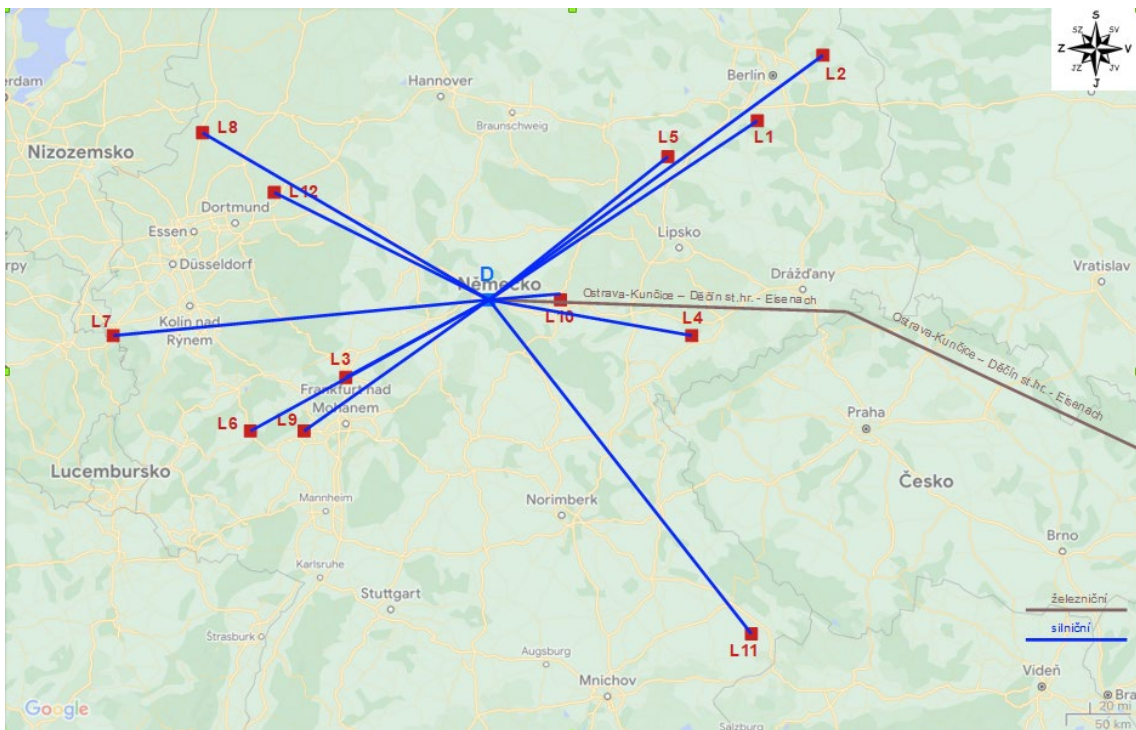 S
SZ
SV
Z
V
JZ
JV
J
Berlin
L2
Hannover
erdam
Braunschweig
L1
L8
L5
Nizozemsko
L12
Dortmund
Essen
Lipsko
Düsseldorf
D
Německo
Drážďany
Vratislav
Ostrava-Kunčice – Děčín st.hr. - Eisenach
L10
Kolín nad
Rýnem
L7
L4
Ostrava-Kunčice – Děčín st.hr. - Eisenach
L3
Frankfurt nad
Mohanem
L6
L9
Praha
Lucembursko
Česko
Mannheim
Norimberk
Brno
Karlsruhe
Stuttgart
železniční
silniční
Štrasburk
L11
Augsburg
Mnichov
Vídeň
Bra
Google
Salzburg
20 mi
50 km